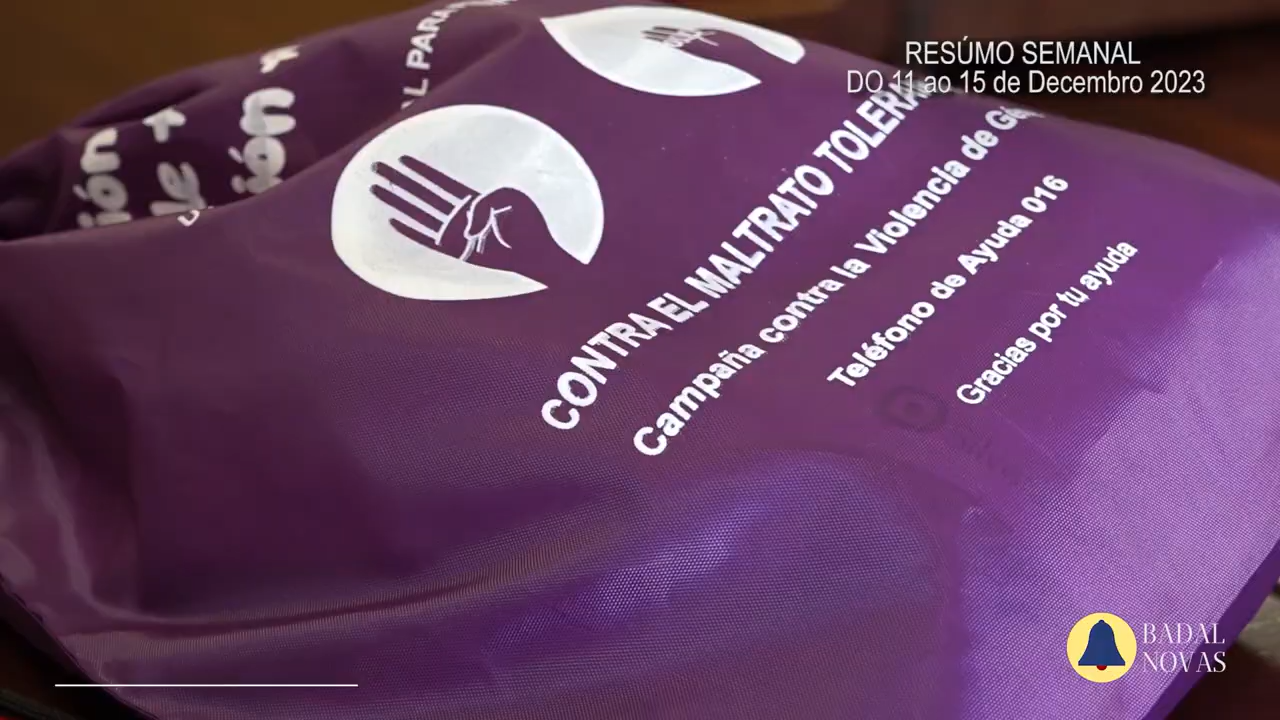 RESÚMO SEMANAL
DO 11 ao 15 de Decembro 2023
CONTRA EL MALTRATO
Campaña contra la Violencia de
Teléfono de Ayuda 016
Gracias por tu ayuda
BADAL
NOVAS